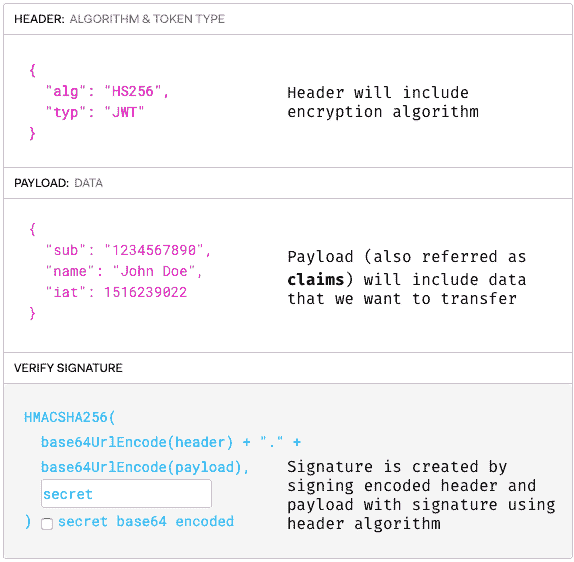 HEADER: ALGORITHM & TOKEN TYPE
{
"alg": "HS256",
"typ": "JWT"
}
Header will include
encryption algorithm
PAYLOAD: DATA
{
"sub": "1234567890",
"name": "John Doe",
"iat": 1516239022
}
Payload (also referred as
claims) will include data
that we want to transfer
VERIFY SIGNATURE
HMACSHA256(
base64UrlEncode(header) + "." +
base64UrlEncode(payload),
secret
) secret base64 encoded
Signature is created by
signing encoded header and
payload with signature using
header algorithm